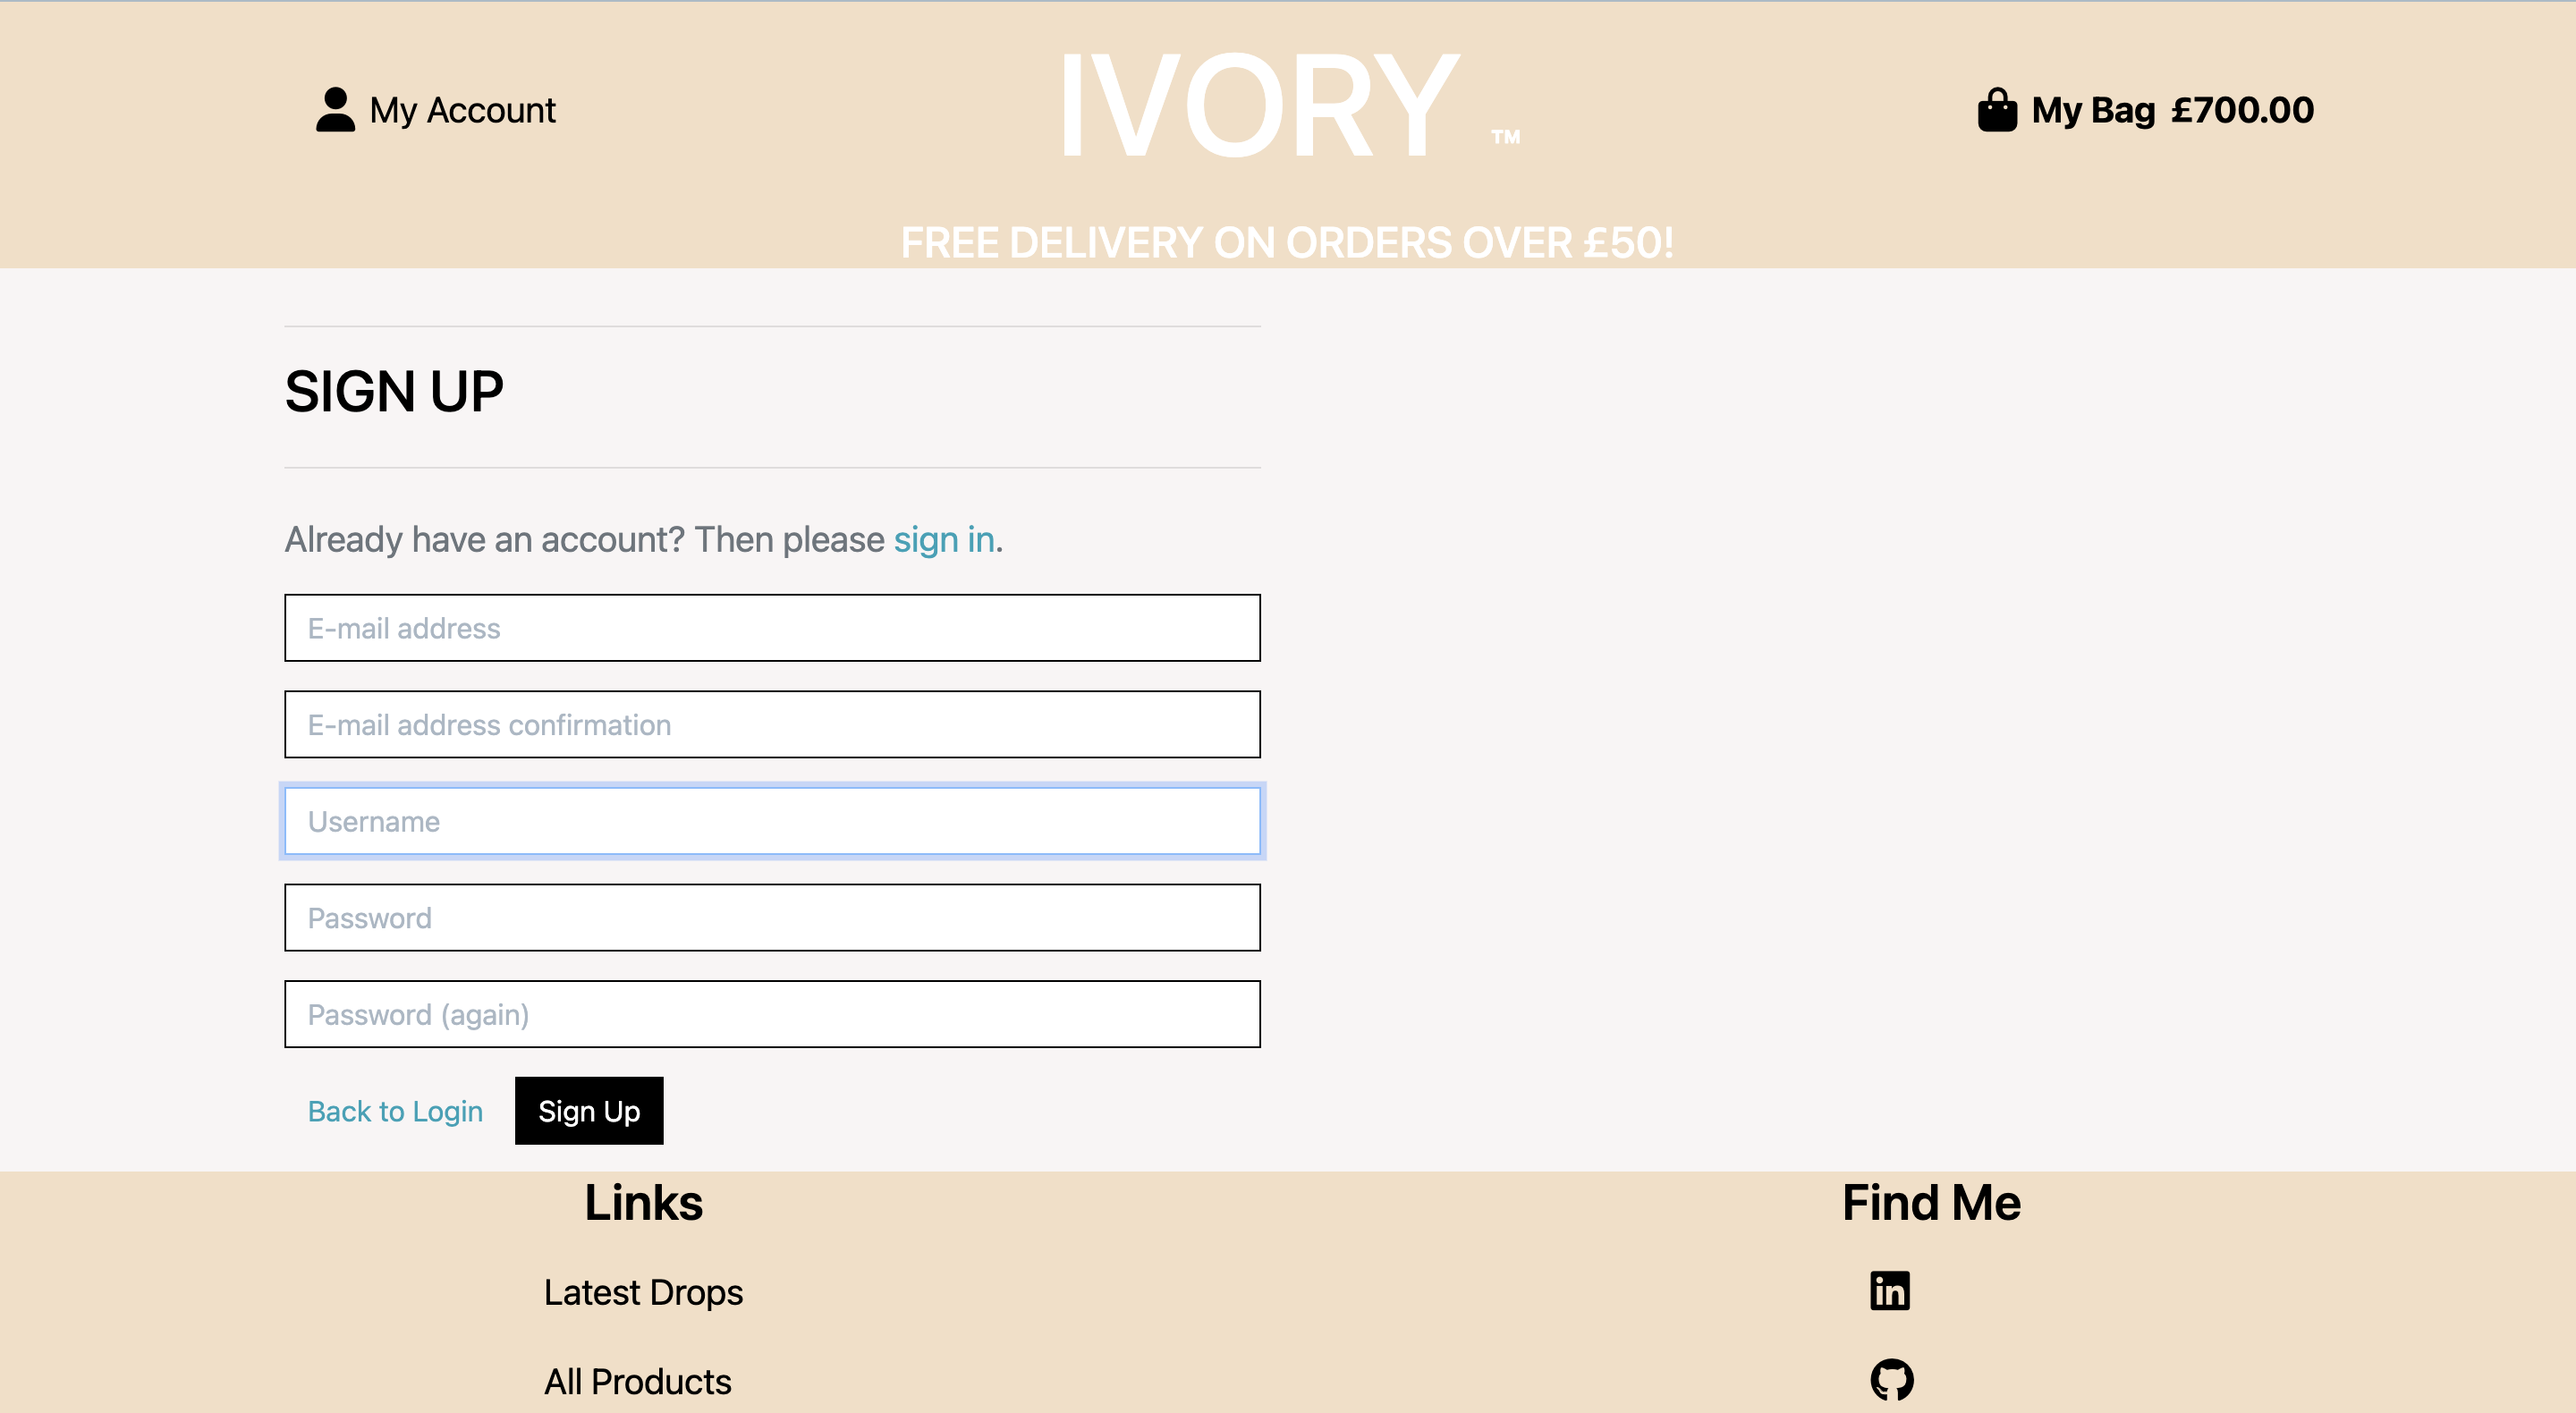 My Account
IVORY ™
My Bag £700.00
FREE DELIVERY ON ORDERS OVER £50!
SIGN UP
Already have an account? Then please sign in.
E-mail address
E-mail address confirmation
Username
Password
Password (again)
Back to Login
Sign Up
Links
Find Me
Latest Drops
in
All Products